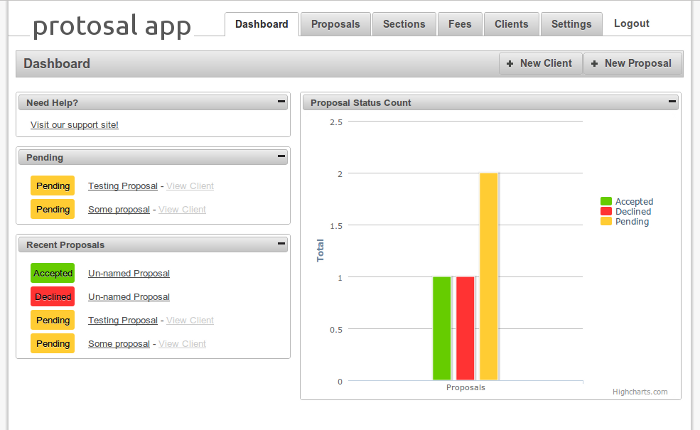 protosal app
Dashboard Proposals Sections Fees Clients Settings Logout
Dashboard
+ New Client + New Proposal
Need Help?
Visit our support site!
Pending
Pending Testing Proposal - View Client
Pending Some proposal - View Client
Recent Proposals
Accepted Un-named Proposal
Declined Un-named Proposal
Pending Testing Proposal - View Client
Pending Some proposal - View Client
Proposal Status Count
2.5
2
1.5
1
0.5
0
Total
Proposals
Accepted
Declined
Pending
Highcharts.com